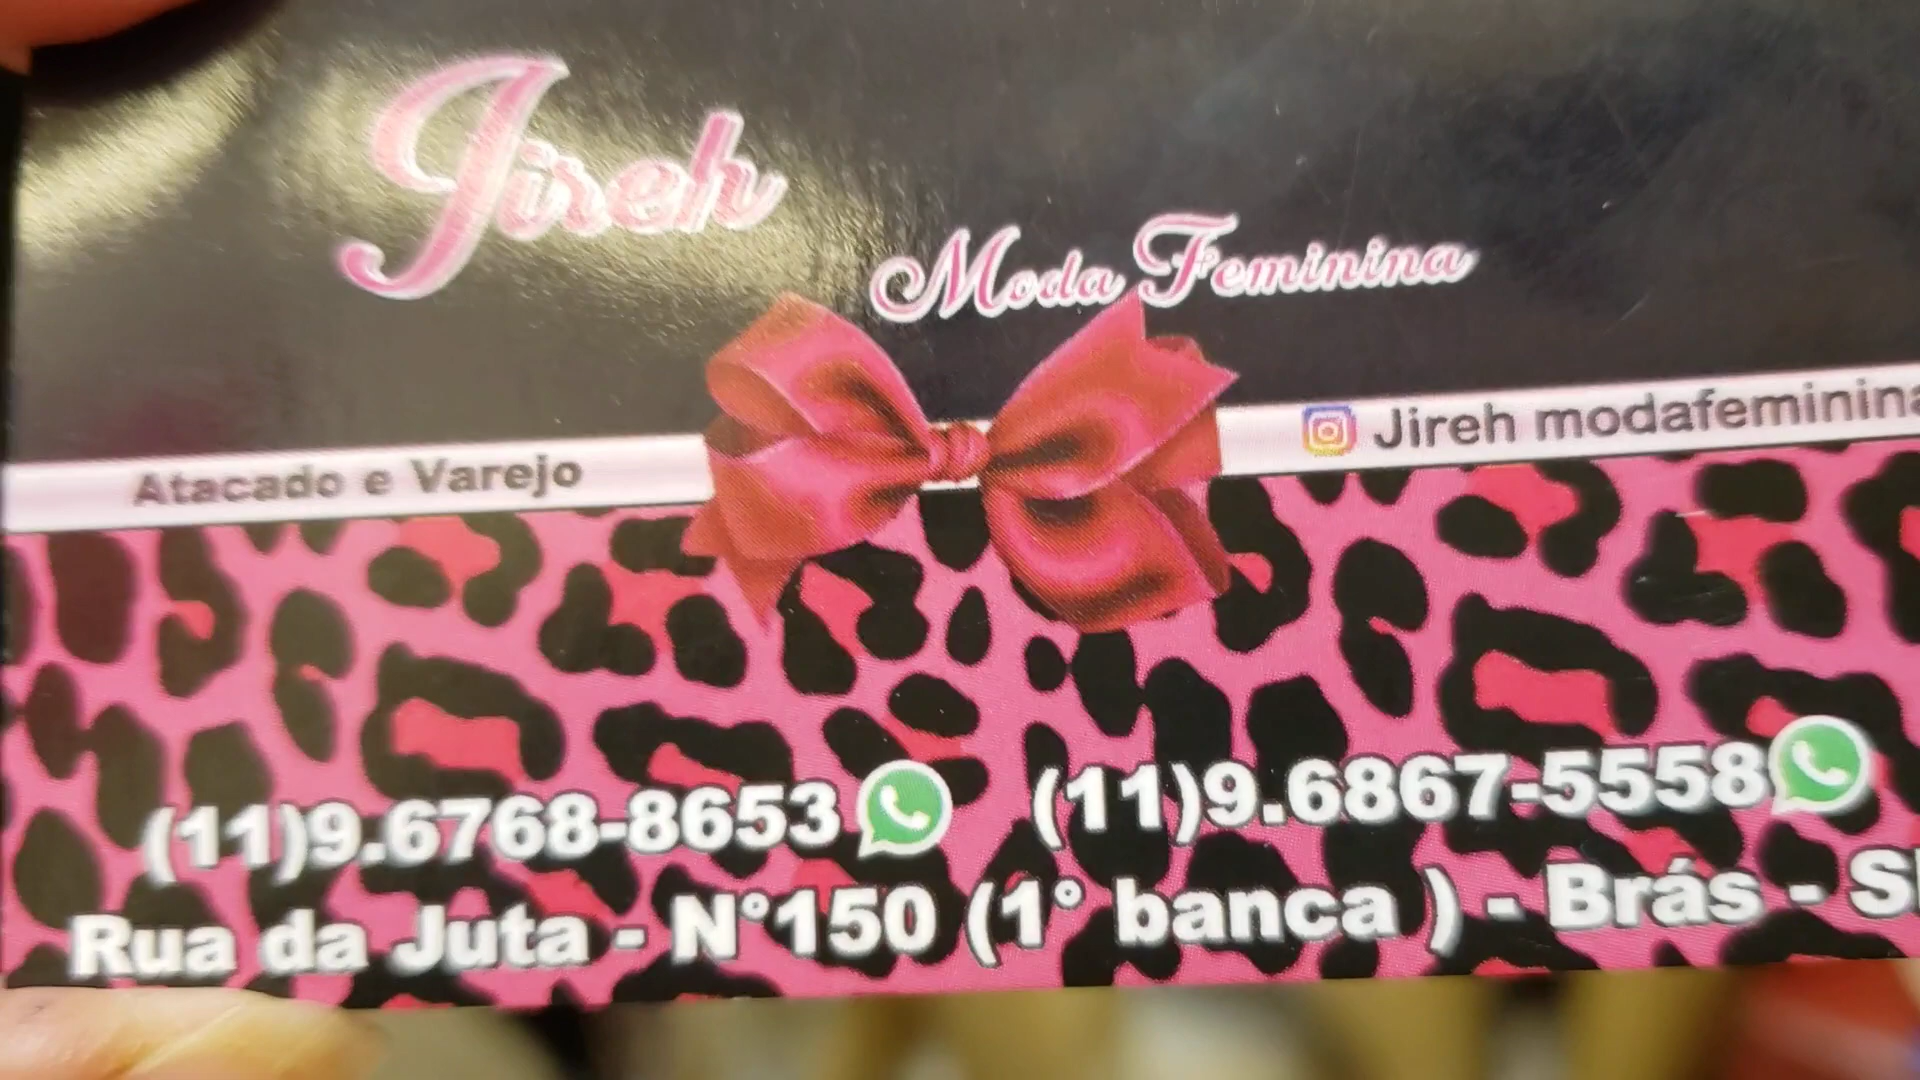 Jireh
Moda Feminina
Atacado e Varejo
Jireh modafeminina
(11)9.6768-8653 (11)9.6867-5558
Rua da Juta - N°150 (1° banca ) - Brás -